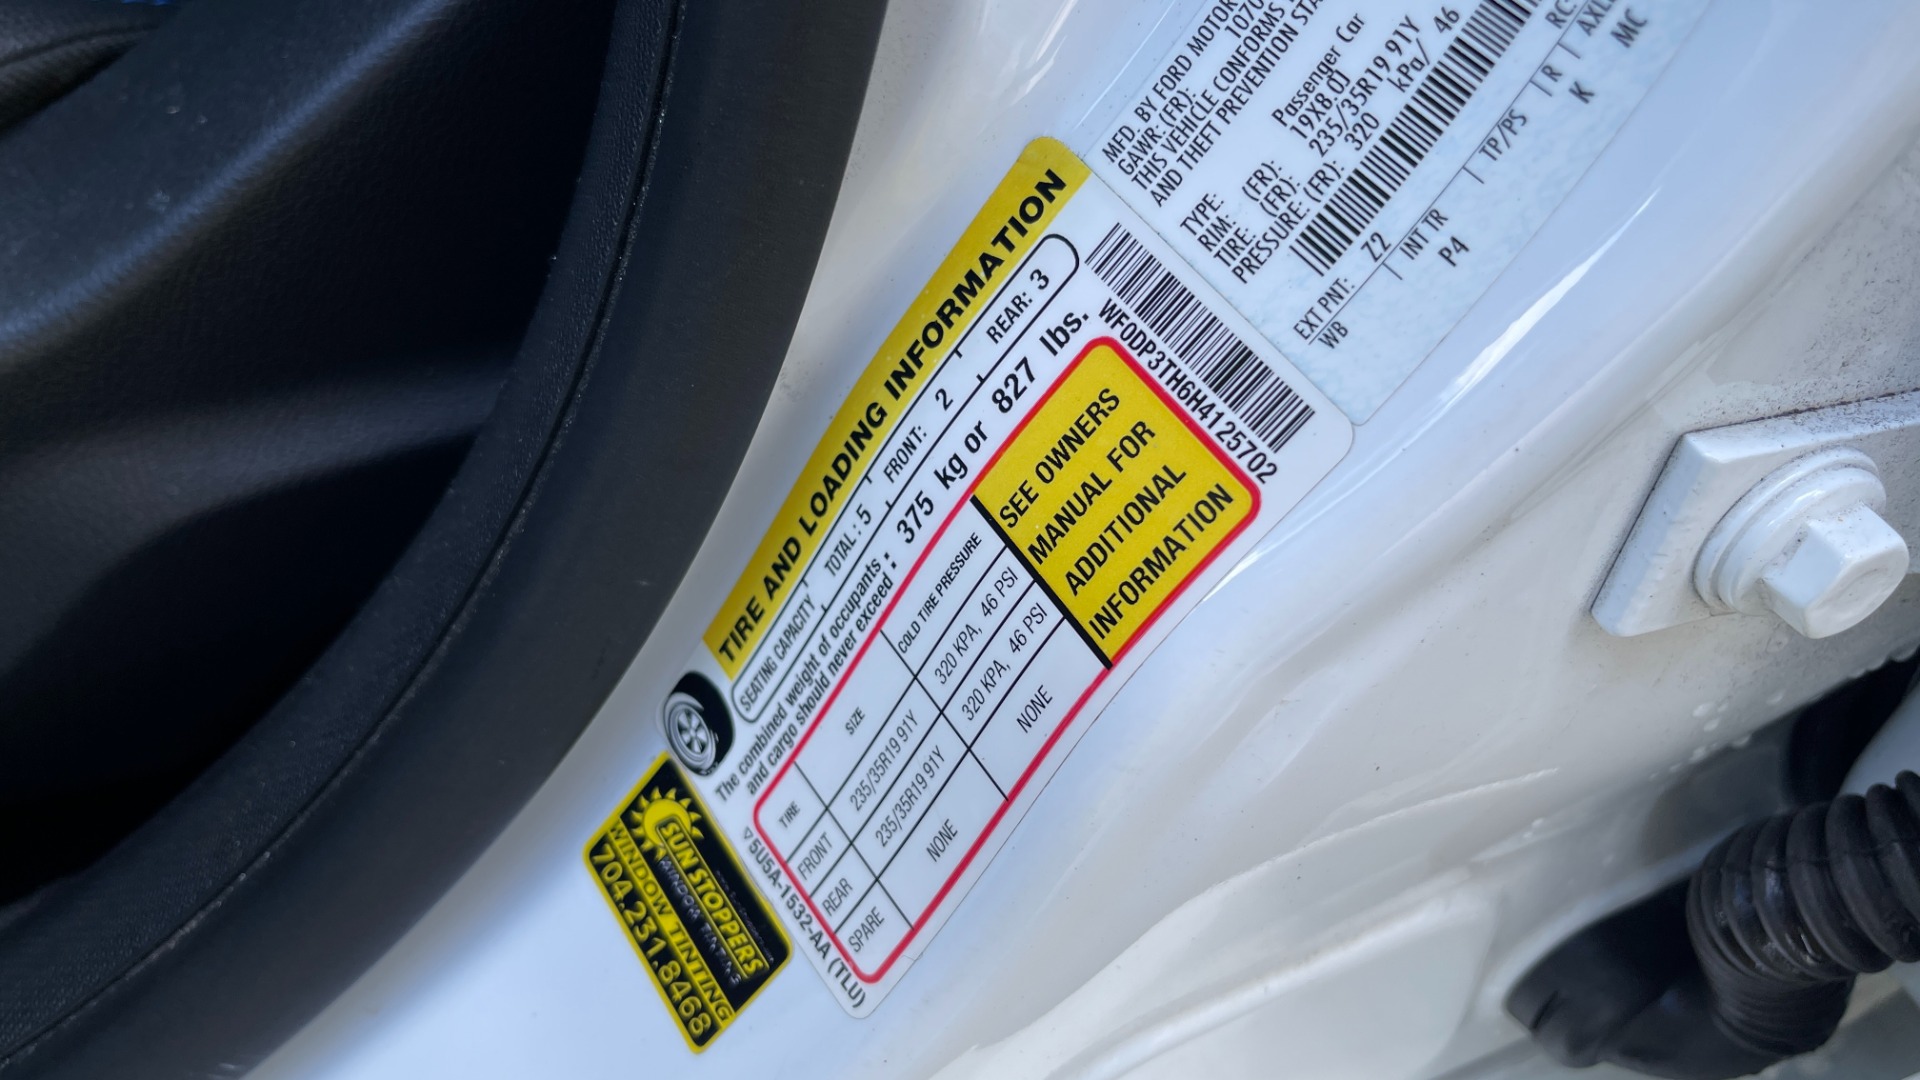 TIRE AND LOADING INFORMATION
SEATING CAPACITY TOTAL: 5 FRONT: 2 REAR: 3
The combined weight of occupants
and cargo should never exceed : 375 kg or 827 lbs.
TIRE SIZE COLD TIRE PRESSURE
FRONT 235/35R19 91Y 320 KPA, 46 PSI
REAR 235/35R19 91Y 320 KPA, 46 PSI
SPARE NONE NONE
SEE OWNERS
MANUAL FOR
ADDITIONAL
INFORMATION
5U5A-1532-AA (TLU)
WF0DP3TH6H4125702
MFD. BY FORD MOTOR
GAWR: (FR): 1070
THIS VEHICLE CONFORMS
AND THEFT PREVENTION STA
TYPE: Passenger Car
RIM: (FR): 19X8.0J
TIRE: (FR): 235/35R19 91Y
PRESSURE: (FR): 320 kPa/ 46
EXT PNT: Z2 RC
WB INT TR TP/PS R AXL
P4 K MC
SUN STOPPERS
WINDOW TINTING
WINDOW TINTING
704.231.8468